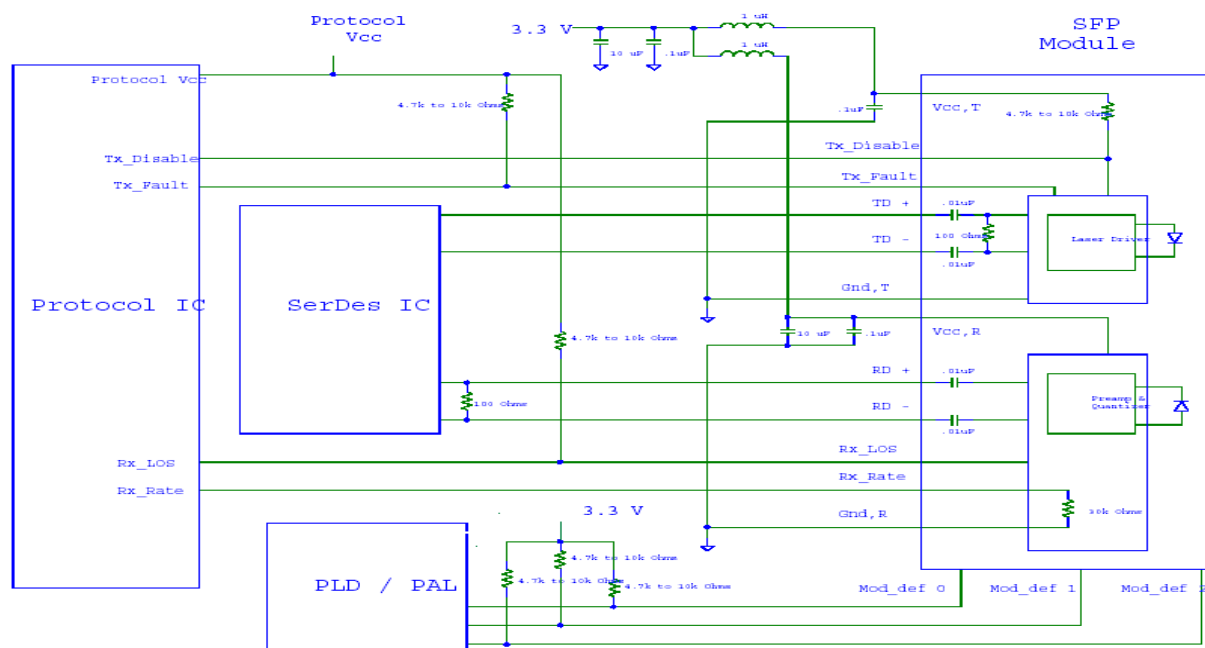 Protocol
Vcc
3.3 V
1 uH
SFP
Module
10 uF
.1uF
1 uH
Protocol Vcc
4.7k to 10k Ohms
.1uF
Vcc,T
4.7k to 10k Ohms
Tx_Disable
Tx_Disable
Tx_Fault
Tx_Fault
TD +
.01uF
100 Ohms
TD -
Laser Driver
.01uF
Protocol IC
SerDes IC
Gnd,T
4.7k to 10k Ohms
10 uF
.1uF
Vcc,R
RD +
.01uF
100 Ohms
RD -
Preamp &
Quantizer
.01uF
Rx_LOS
Rx_LOS
Rx_Rate
Rx_Rate
3.3 V
Gnd,R
30k Ohms
PLD / PAL
4.7k to 10k Ohms
4.7k to 10k Ohms
4.7k to 10k Ohms
Mod_def 0
Mod_def 1
Mod_def 2